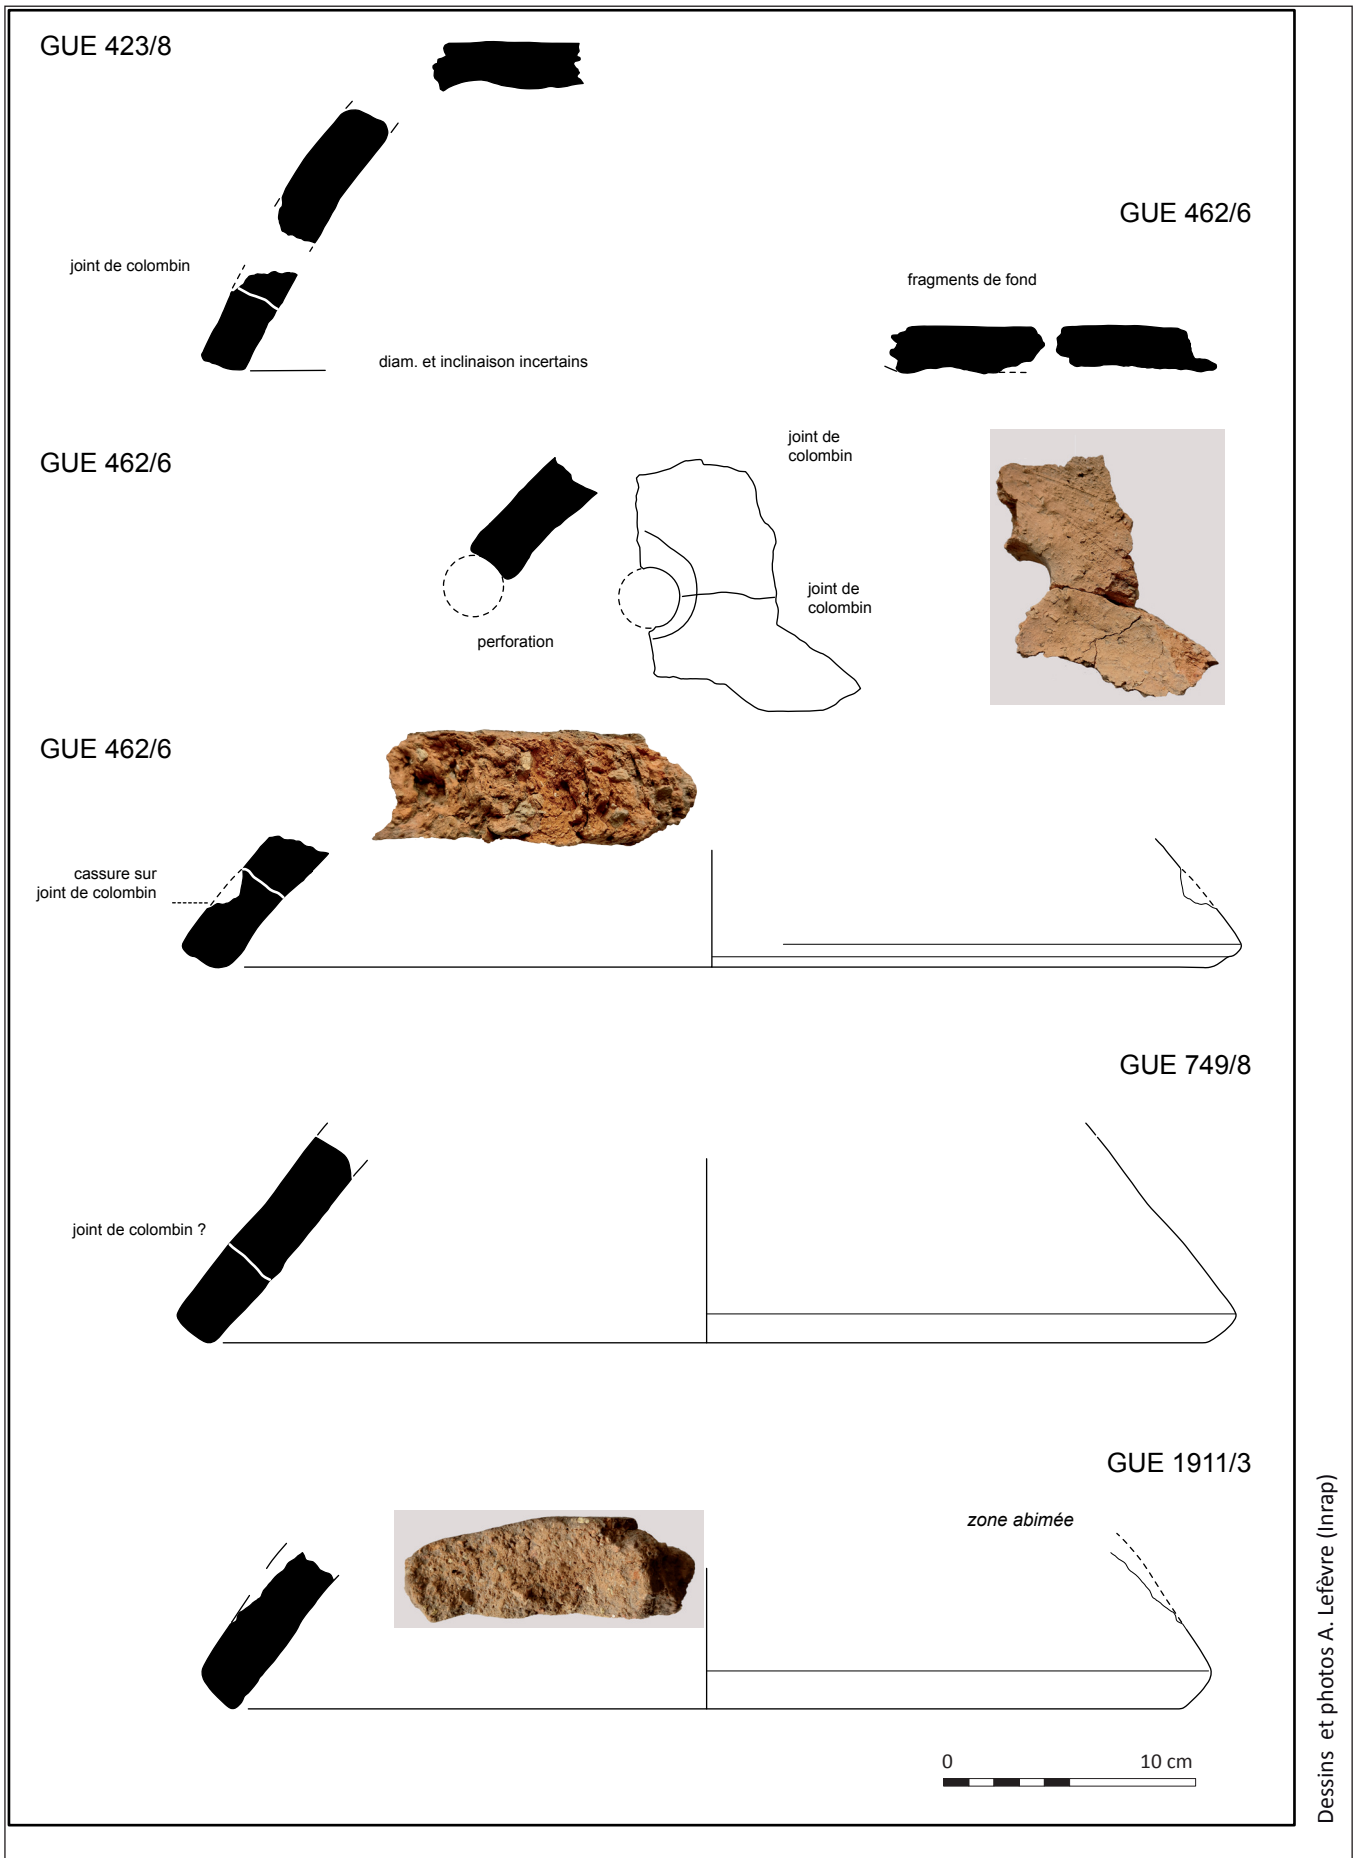 GUE 423/8
GUE 462/6
joint de colombin
fragments de fond
diam. et inclinaison incertains
GUE 462/6
joint de
colombin
joint de
colombin
perforation
GUE 462/6
cassure sur
joint de colombin
GUE 749/8
joint de colombin ?
GUE 1911/3
zone abimée
0 10 cm
Dessins et photos A. Lefèvre (Inrap)